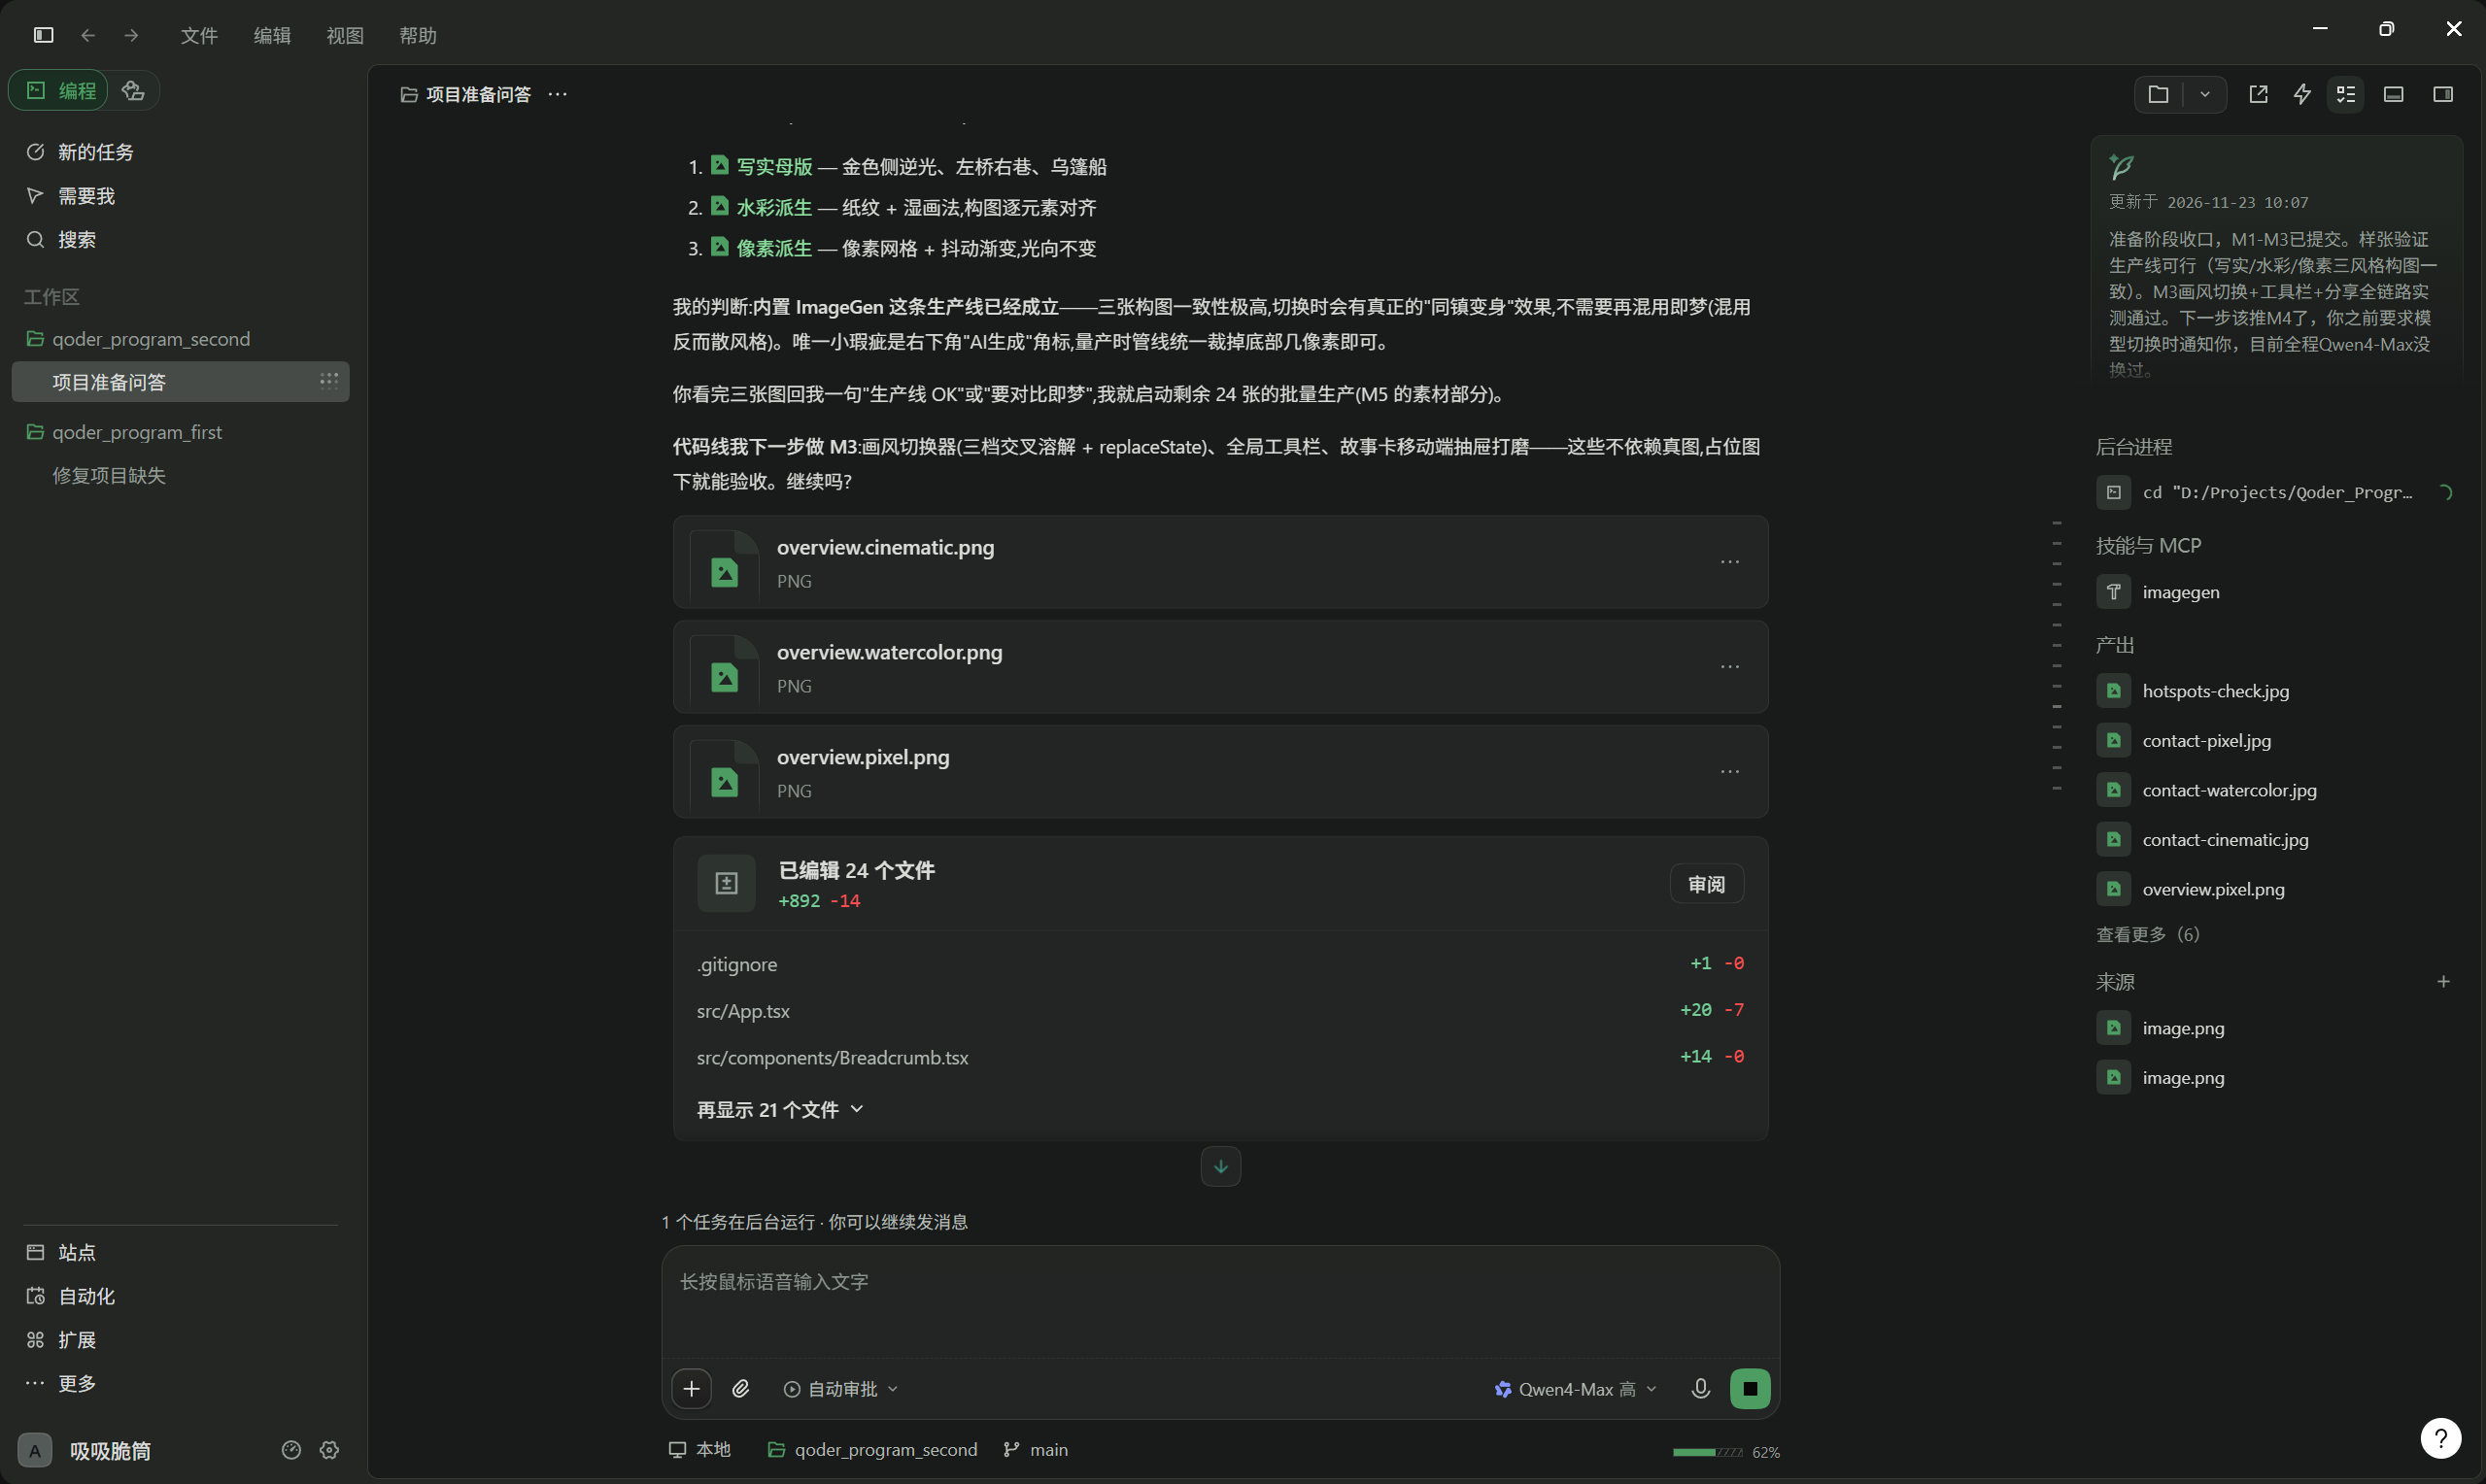 文件 编辑 视图 帮助
编程
新的任务
需要我
搜索
工作区
qoder_program_second
项目准备问答
qoder_program_first
修复项目缺失
站点
自动化
扩展
更多
A 吸吸脆筒
项目准备问答 ···
1. 写实母版 — 金色侧逆光、左桥右巷、乌篷船
2. 水彩派生 — 纸纹 + 湿画法,构图逐元素对齐
3. 像素派生 — 像素网格 + 抖动渐变,光向不变
我的判断:内置 ImageGen 这条生产线已经成立——三张构图一致性极高,切换时会有真正的"同镇变身"效果,不需要再混用即梦(混用
反而散风格)。唯一小瑕疵是右下角"AI生成"角标,量产时管线统一裁掉底部几像素即可。
你看完三张图回我一句"生产线 OK"或"要对比即梦",我就启动剩余 24 张的批量生产(M5 的素材部分)。
代码线我下一步做 M3:画风切换器(三档交叉溶解 + replaceState)、全局工具栏、故事卡移动端抽屉打磨——这些不依赖真图,占位图
下就能验收。继续吗?
overview.cinematic.png
PNG
overview.watercolor.png
PNG
overview.pixel.png
PNG
已编辑 24 个文件
+892 -14
审阅
.gitignore +1 -0
src/App.tsx +20 -7
src/components/Breadcrumb.tsx +14 -0
再显示 21 个文件
1 个任务在后台运行 · 你可以继续发消息
长按鼠标语音输入文字
自动审批
Qwen4-Max 高
本地 qoder_program_second main 62%
更新于 2026-11-23 10:07
准备阶段收口，M1-M3已提交。样张验证
生产线可行（写实/水彩/像素三风格构图一
致）。M3画风切换+工具栏+分享全链路实
测通过。下一步该推M4了，你之前要求模
型切换时通知你，目前全程Qwen4-Max没
换过。
后台进程
cd "D:/Projects/Qoder_Progr…
技能与 MCP
imagegen
产出
hotspots-check.jpg
contact-pixel.jpg
contact-watercolor.jpg
contact-cinematic.jpg
overview.pixel.png
查看更多（6）
来源
image.png
image.png
?